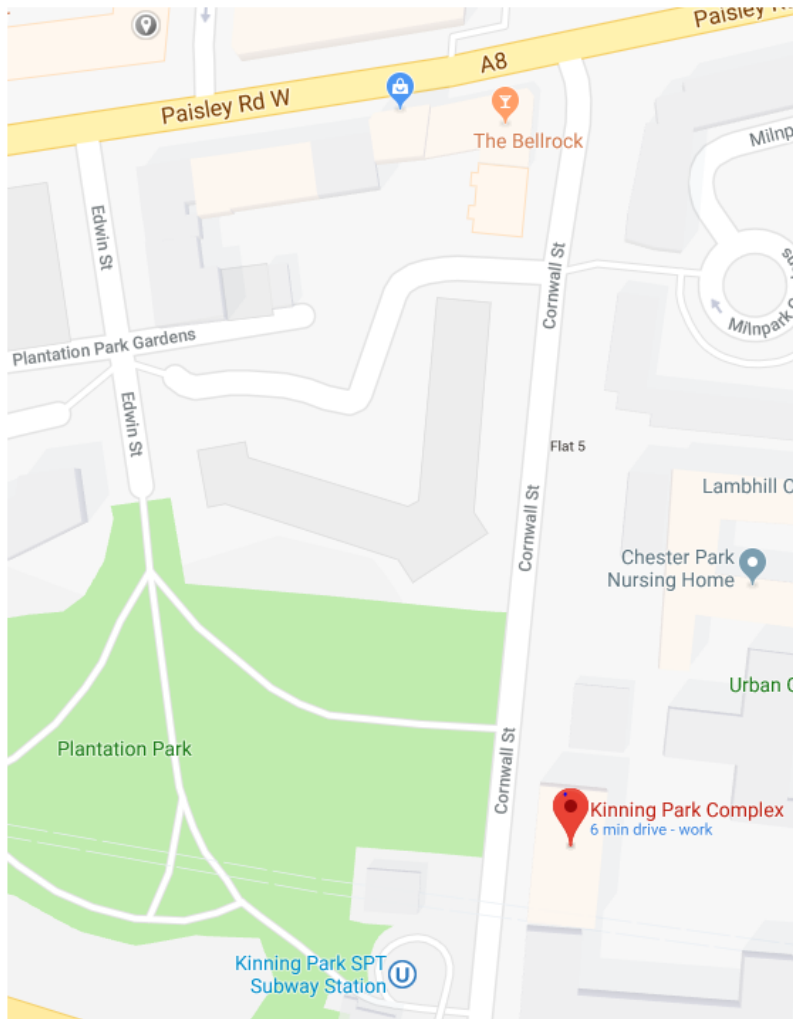 Paisley Rd
A8
Paisley Rd W
The Bellrock
Milnp
Edwin St
Cornwall St
Milnpark
Plantation Park Gardens
Edwin St
Flat 5
Cornwall St
Lambhill C
Chester Park
Nursing Home
Urban C
Plantation Park
Cornwall St
Kinning Park Complex
6 min drive - work
Kinning Park SPT
Subway Station
U